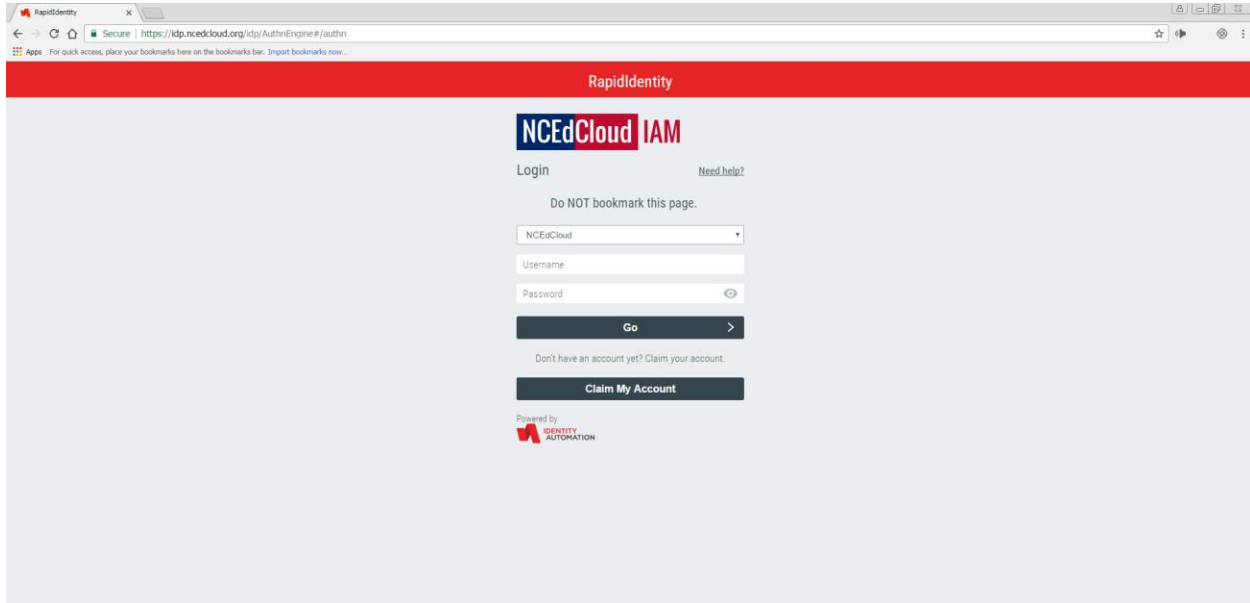 RapidIdentity
Secure | https://idp.ncedcloud.org/idp/AuthnEngine#/authn
Apps For quick access, place your bookmarks here on the bookmarks bar. Import bookmarks now...
RapidIdentity
NCEdCloud IAM
Login Need help?
Do NOT bookmark this page.
NCEdCloud
Username
Password
Go
Don't have an account yet? Claim your account.
Claim My Account
Powered by
IDENTITY
AUTOMATION